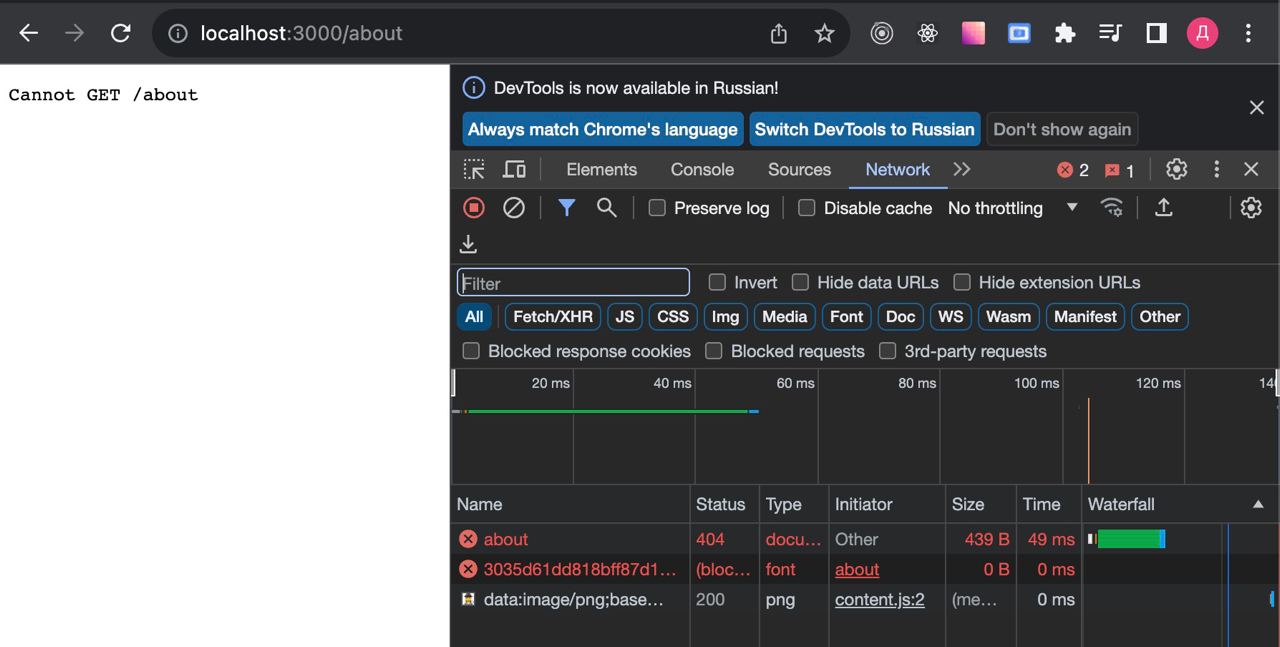 localhost:3000/about
Д
Cannot GET /about
DevTools is now available in Russian!
Always match Chrome's language Switch DevTools to Russian Don't show again
Elements Console Sources Network 2 1
Preserve log Disable cache No throttling
Filter Invert Hide data URLs Hide extension URLs
All Fetch/XHR JS CSS Img Media Font Doc WS Wasm Manifest Other
Blocked response cookies Blocked requests 3rd-party requests
20 ms 40 ms 60 ms 80 ms 100 ms 120 ms 14
Name Status Type Initiator Size Time Waterfall
about 404 docu… Other 439 B 49 ms
3035d61dd818bff87d1… (bloc… font about 0 B 0 ms
data:image/png;base… 200 png content.js:2 (me… 0 ms